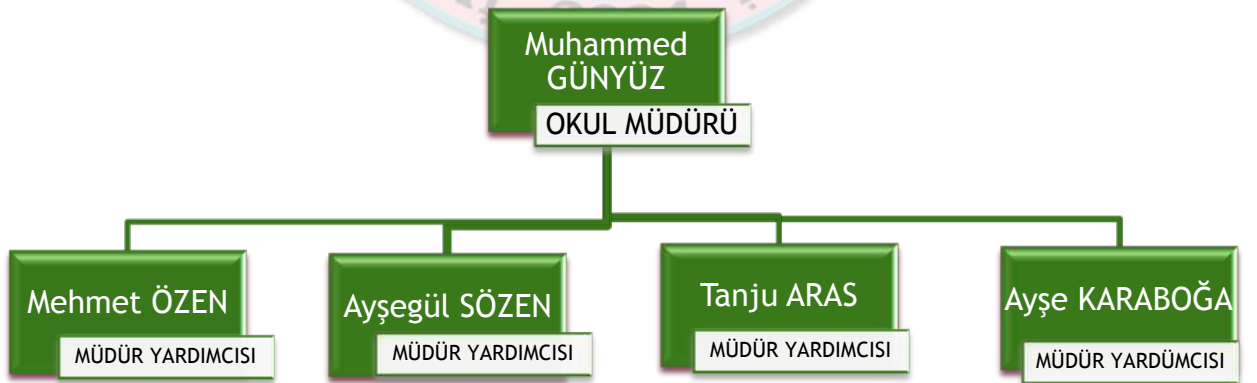 Muhammed
GÜNYÜZ
OKUL MÜDÜRÜ
Mehmet ÖZEN
MÜDÜR YARDIMCISI
Ayşegül SÖZEN
MÜDÜR YARDIMCISI
Tanju ARAS
MÜDÜR YARDIMCISI
Ayşe KARABOĞA
MÜDÜR YARDÜMCISI